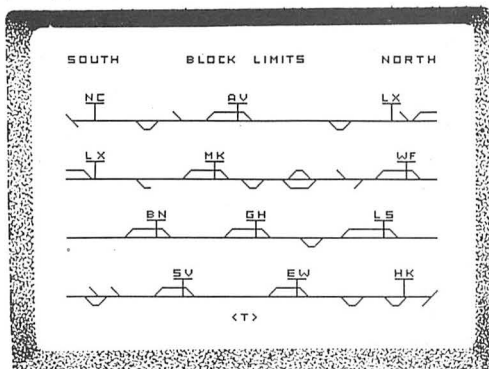 SOUTH BLOCK LIMITS NORTH
NC AV LX
LX MK WF
BN GH LS
SV EW HK
<T>